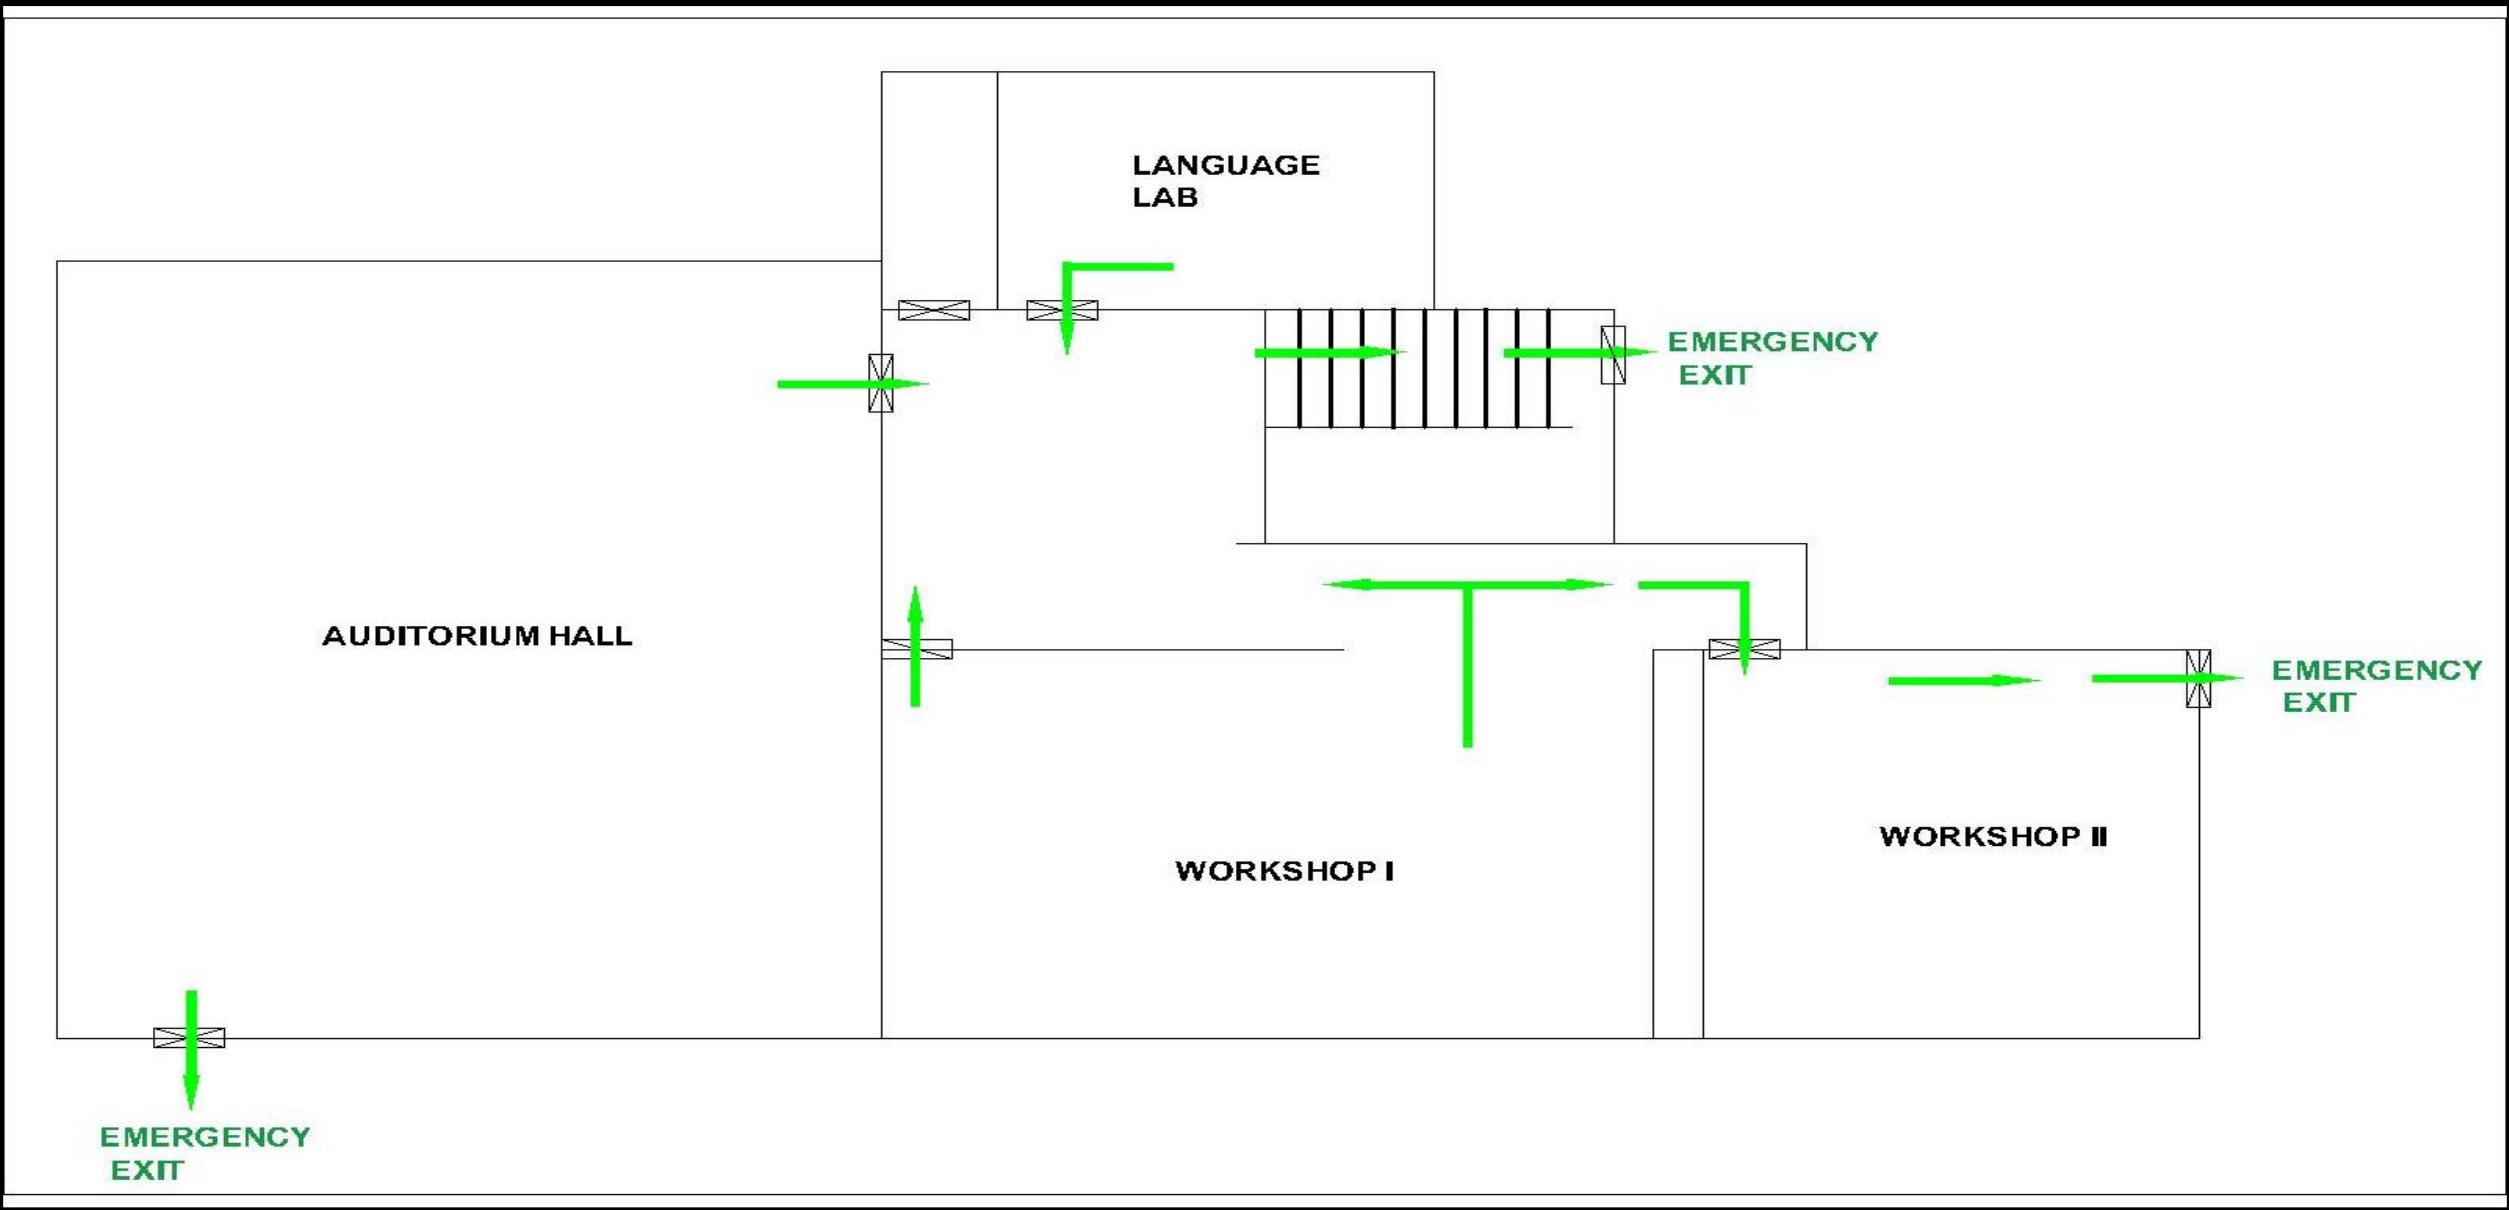 LANGUAGE
LAB
EMERGENCY
EXIT
AUDITORIUM HALL
EMERGENCY
EXIT
WORKSHOP II
WORKSHOP I
EMERGENCY
EXIT